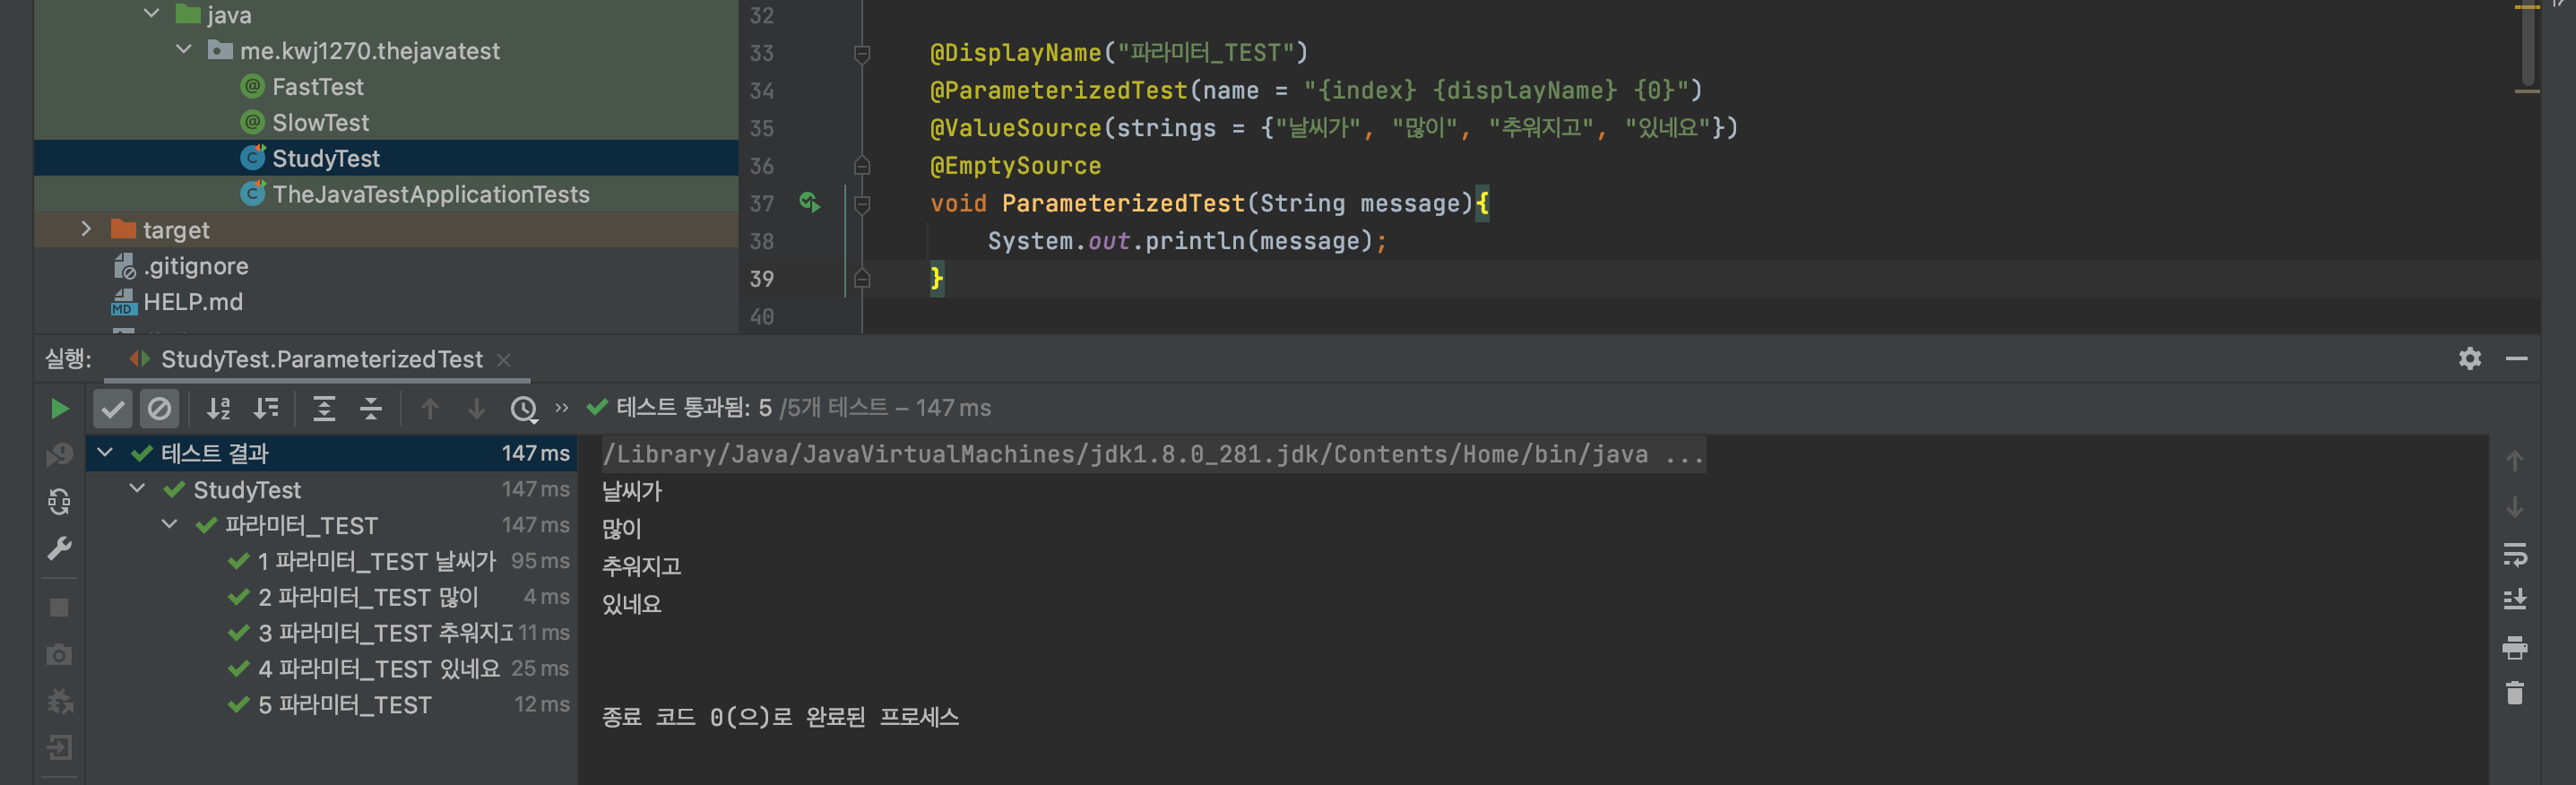 java
me.kwj1270.thejavatest
FastTest
SlowTest
StudyTest
TheJavaTestApplicationTests
target
.gitignore
HELP.md
32
33 @DisplayName("파라미터_TEST")
34 @ParameterizedTest(name = "{index} {displayName} {0}")
35 @ValueSource(strings = {"날씨가", "많이", "추워지고", "있네요"})
36 @EmptySource
37 void ParameterizedTest(String message){
38 System.out.println(message);
39 }
40
실행: StudyTest.ParameterizedTest
테스트 통과됨: 5 /5개 테스트 – 147 ms
테스트 결과 147 ms
StudyTest 147 ms
파라미터_TEST 147 ms
1 파라미터_TEST 날씨가 95 ms
2 파라미터_TEST 많이 4 ms
3 파라미터_TEST 추워지고 11 ms
4 파라미터_TEST 있네요 25 ms
5 파라미터_TEST 12 ms
/Library/Java/JavaVirtualMachines/jdk1.8.0_281.jdk/Contents/Home/bin/java ...
날씨가
많이
추워지고
있네요
종료 코드 0(으)로 완료된 프로세스